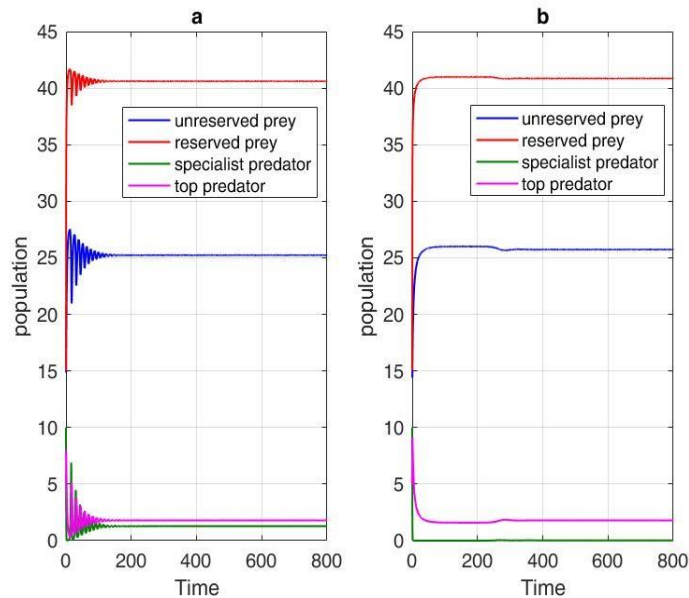 a
45
40
35
30
25
20
15
10
5
0
population
unreserved prey
reserved prey
specialist predator
top predator
0 200 400 600 800
Time
b
45
40
35
30
25
20
15
10
5
0
population
unreserved prey
reserved prey
specialist predator
top predator
0 200 400 600 800
Time